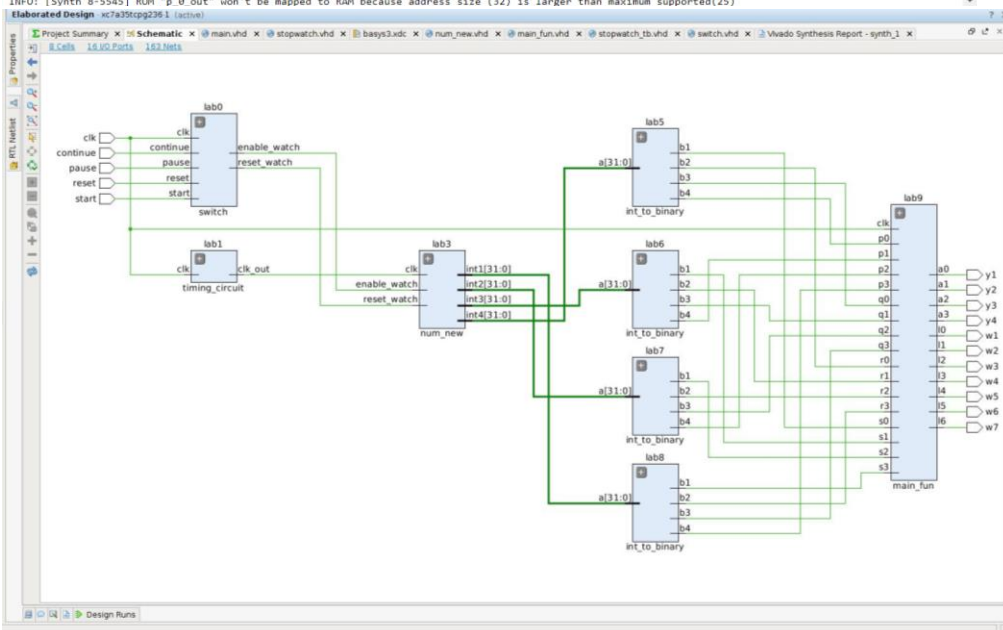 INFO: [Synth 8-5545] ROM "p_0_out" won't be mapped to RAM because address size (32) is larger than maximum supported(25)
Elaborated Design - xc7a35tcpg236-1 (active)
Project Summary x Schematic x main.vhd x stopwatch.vhd x basys3.xdc x num_new.vhd x main_fun.vhd x stopwatch_tb.vhd x switch.vhd x Vivado Synthesis Report - synth_1 x
8 Cells 16 I/O Ports 163 Nets
Properties
RTL Netlist
clk
continue
pause
reset
start
lab0
clk
continue
pause
reset
start
enable_watch
reset_watch
switch
lab1
clk
clk_out
timing_circuit
lab3
clk
enable_watch
reset_watch
int1[31:0]
int2[31:0]
int3[31:0]
int4[31:0]
num_new
lab5
a[31:0]
b1
b2
b3
b4
int_to_binary
lab6
a[31:0]
b1
b2
b3
b4
int_to_binary
lab7
a[31:0]
b1
b2
b3
b4
int_to_binary
lab8
a[31:0]
b1
b2
b3
b4
int_to_binary
lab9
clk
p0
p1
p2
p3
q0
q1
q2
q3
r0
r1
r2
r3
s0
s1
s2
s3
a0
a1
a2
a3
l0
l1
l2
l3
l4
l5
l6
main_fun
y1
y2
y3
y4
w1
w2
w3
w4
w5
w6
w7
Design Runs